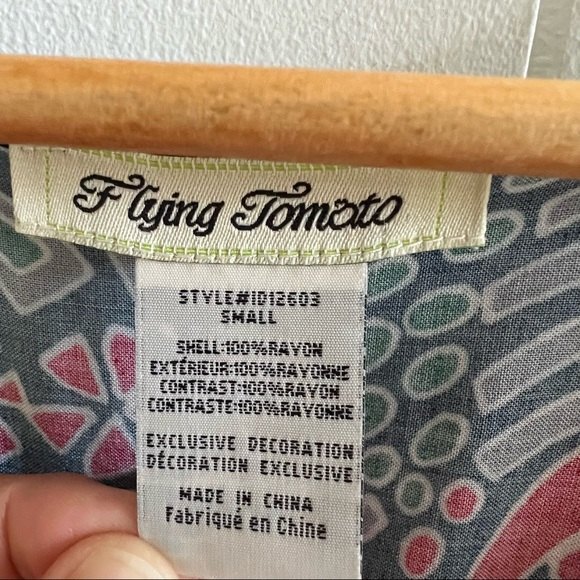 Flying Tomato
STYLE#ID12603
SMALL
SHELL:100%RAYON
EXTÉRIEUR:100%RAYONNE
CONTRAST:100%RAYON
CONTRASTE:100%RAYONNE
EXCLUSIVE DECORATION
DÉCORATION EXCLUSIVE
MADE IN CHINA
Fabriqué en Chine